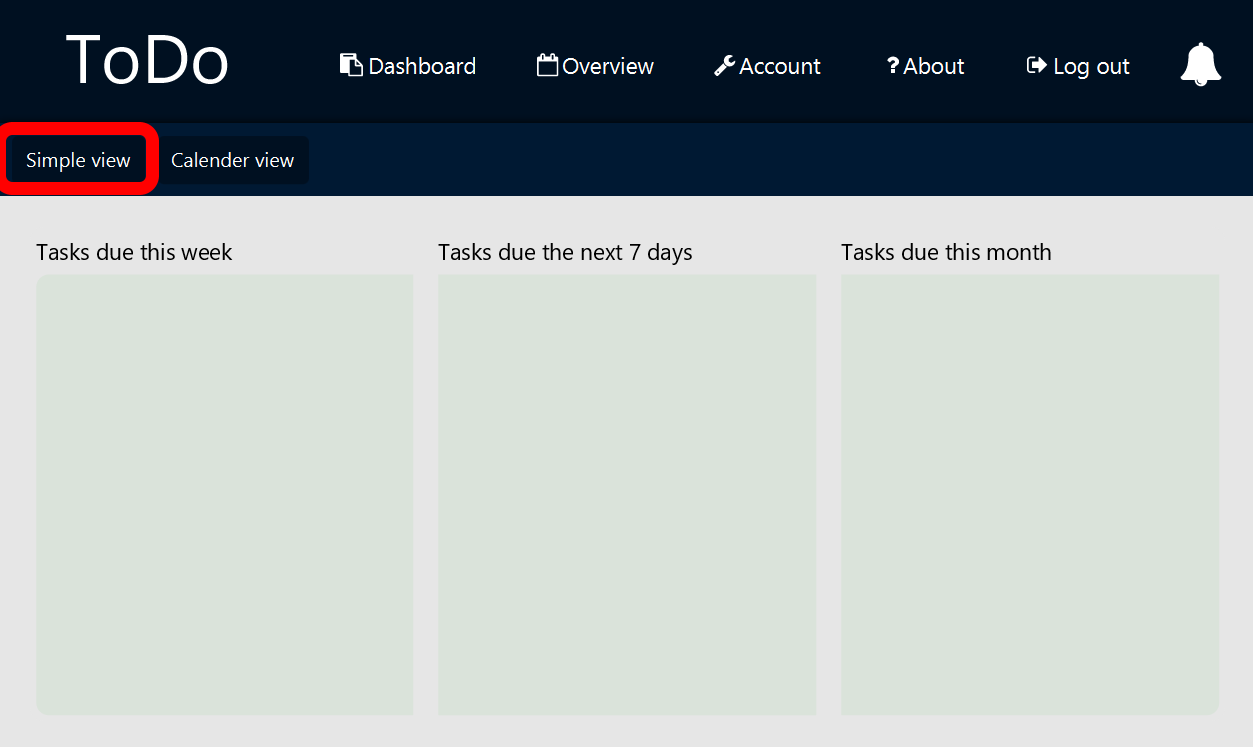 ToDo
Dashboard
Overview
Account
? About
Log out
Simple view
Calender view
Tasks due this week
Tasks due the next 7 days
Tasks due this month